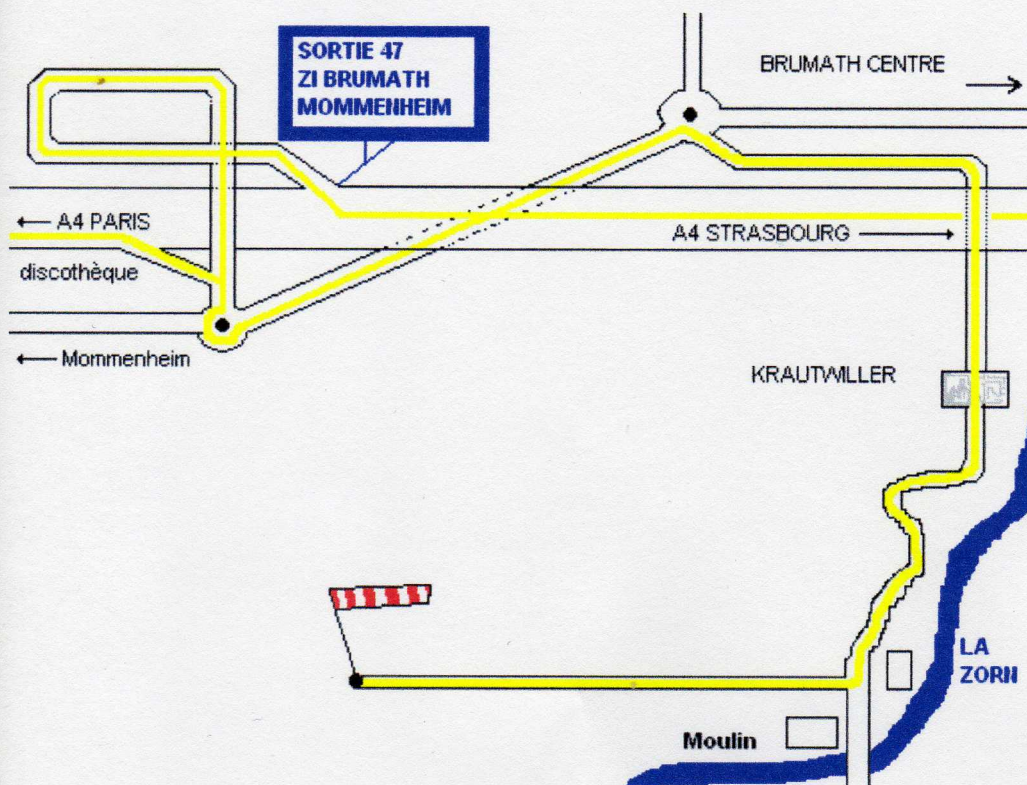 SORTIE 47
ZI BRUMATH
MOMMENHEIM
BRUMATH CENTRE
A4 PARIS
A4 STRASBOURG
discothèque
Mommenheim
KRAUTWILLER
LA
ZORN
Moulin